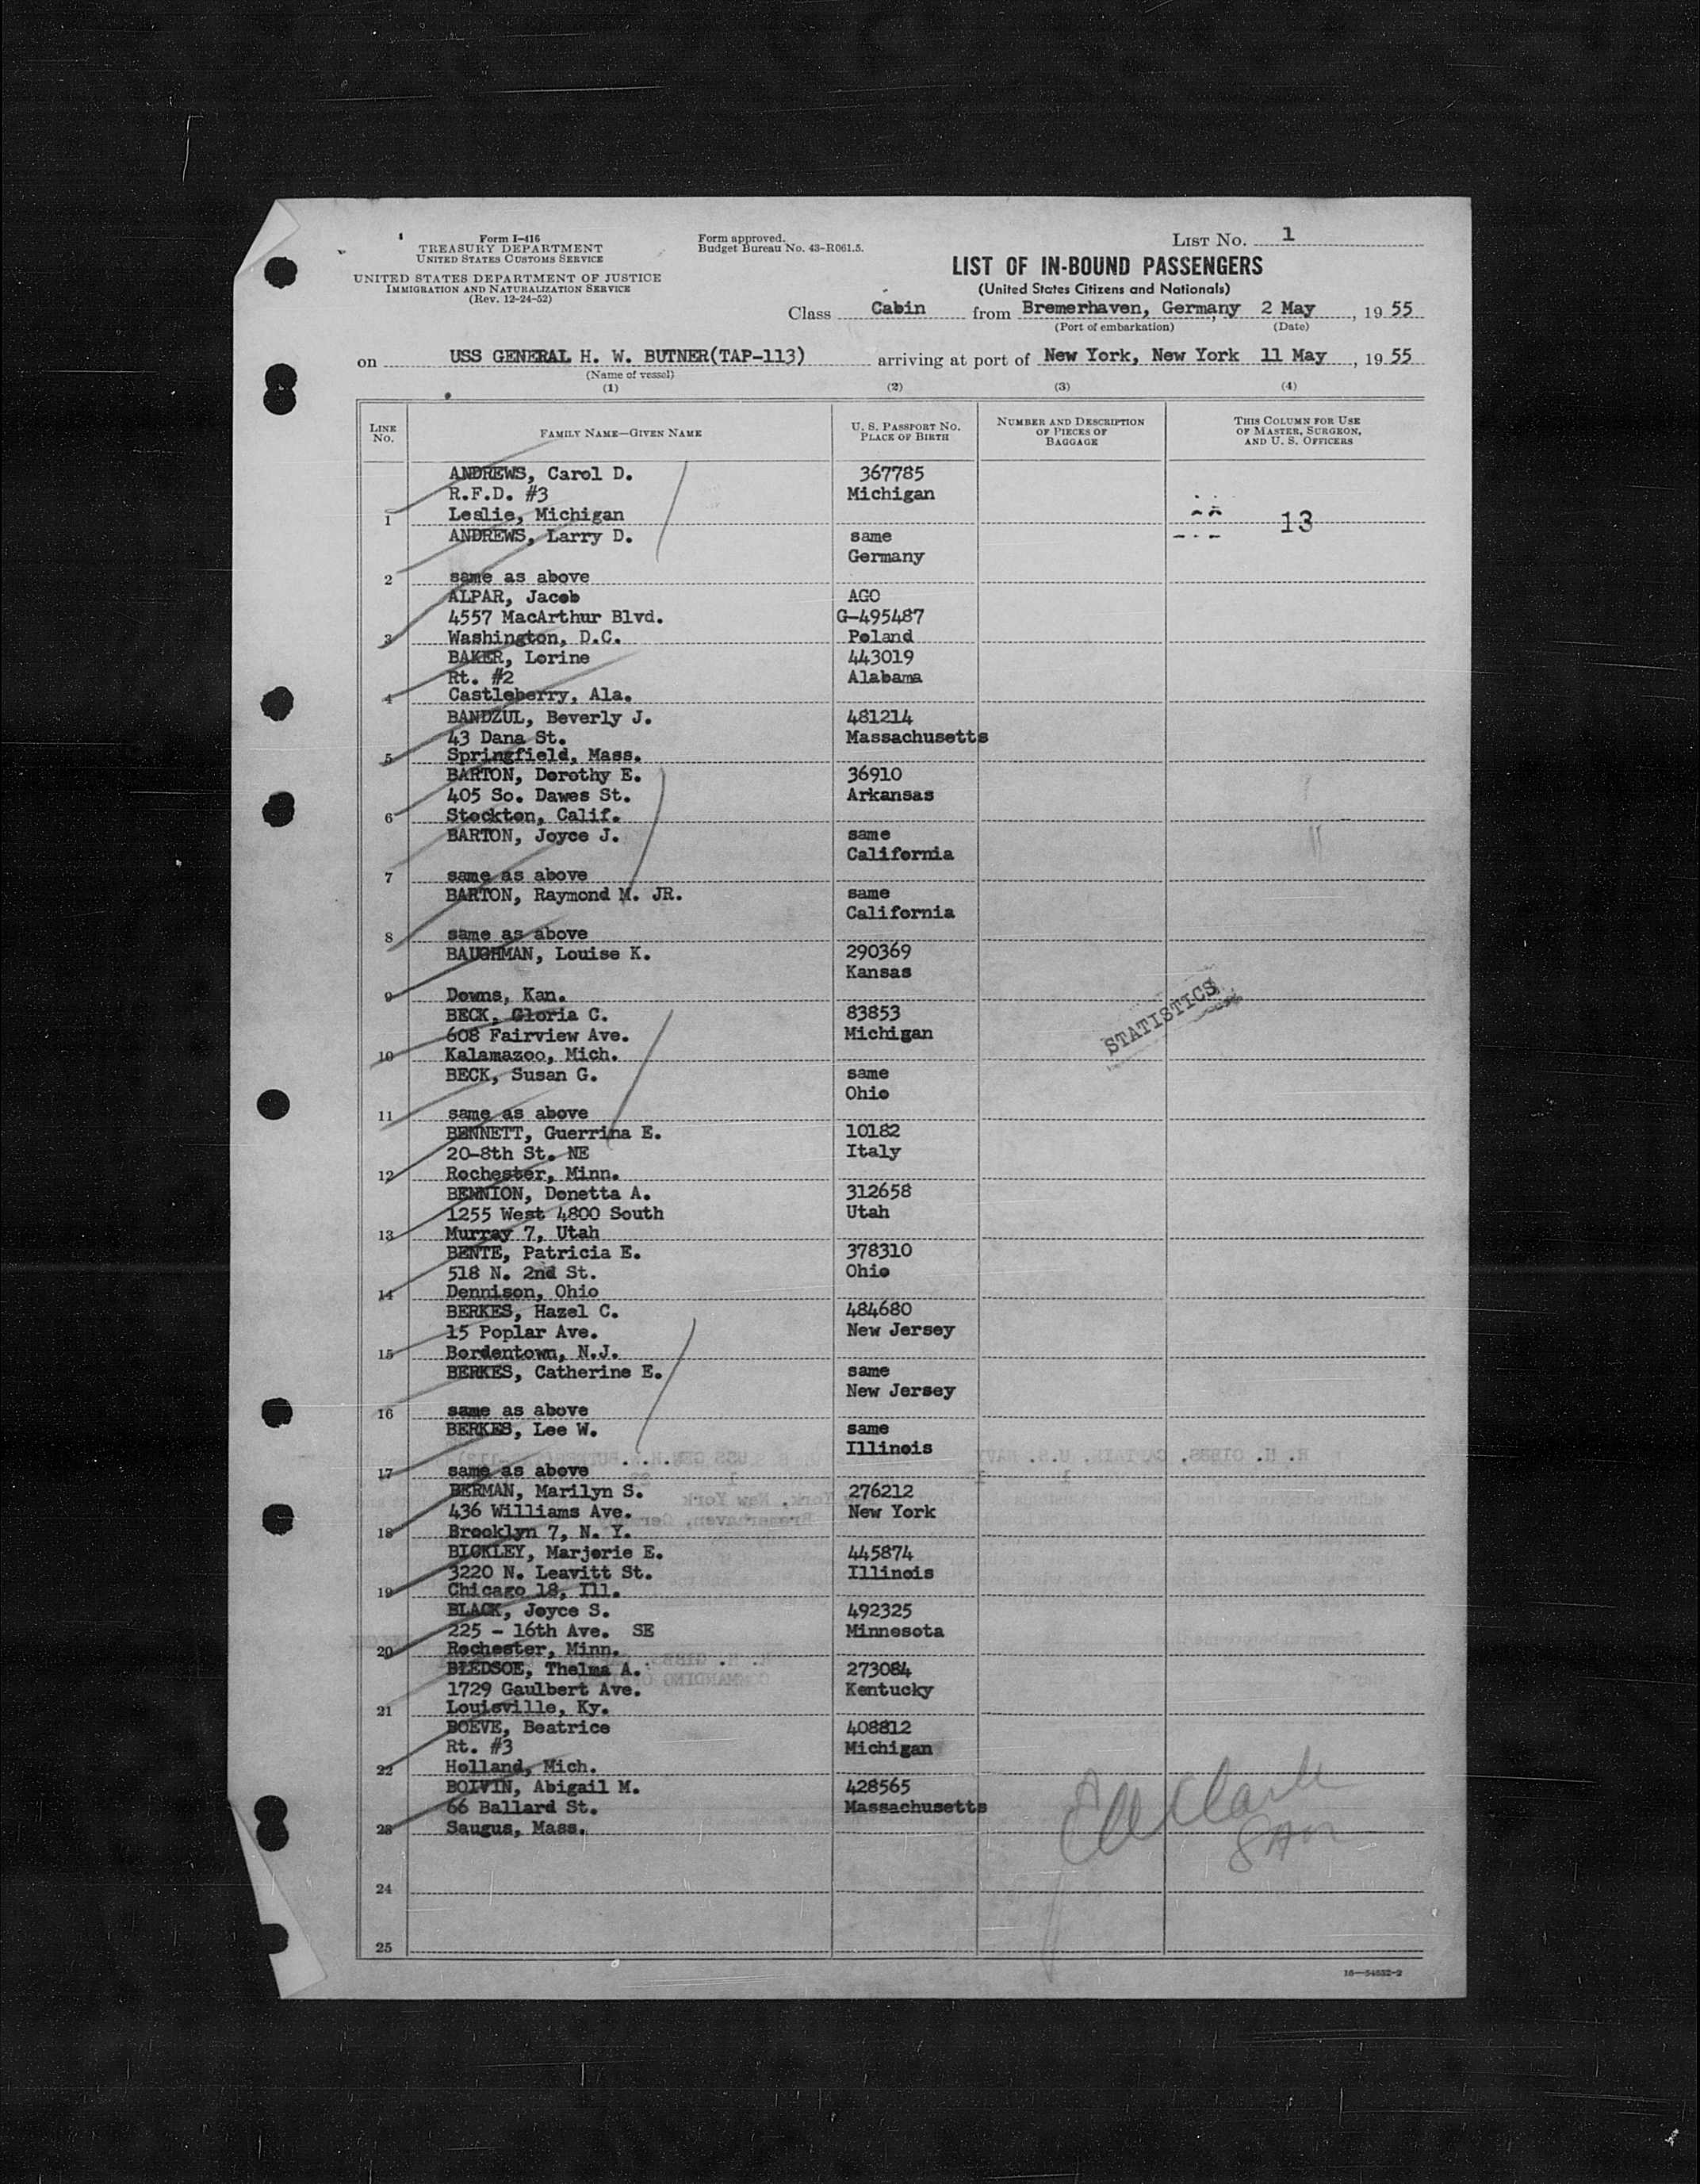 Form I-416
TREASURY DEPARTMENT
UNITED STATES CUSTOMS SERVICE
UNITED STATES DEPARTMENT OF JUSTICE
IMMIGRATION AND NATURALIZATION SERVICE
(Rev. 12-24-52)
Form approved.
Budget Bureau No. 43-R061.5.
LIST NO. 1
LIST OF IN-BOUND PASSENGERS
(United States Citizens and Nationals)
Class Cabin from Bremerhaven, Germany 2 May, 19 55
(Port of embarkation) (Date)
on USS GENERAL H. W. BUTNER(TAP-113) arriving at port of New York, New York 11 May, 19 55
(Name of vessel)
(1) (2) (3) (4)
LINE NO. FAMILY NAME—GIVEN NAME U. S. PASSPORT NO. PLACE OF BIRTH NUMBER AND DESCRIPTION OF PIECES OF BAGGAGE THIS COLUMN FOR USE OF MASTER, SURGEON, AND U. S. OFFICERS
ANDREWS, Carol D. 367785
R.F.D. #3 Michigan
1 Leslie, Michigan 13
ANDREWS, Larry D. same
Germany
2 same as above
ALPAR, Jacob AGO
4557 MacArthur Blvd. G-495487
3 Washington, D.C. Poland
BAKER, Lorine 443019
Rt. #2 Alabama
4 Castleberry, Ala.
BANDZUL, Beverly J. 481214
43 Dana St. Massachusetts
5 Springfield, Mass.
BARTON, Dorothy E. 36910
405 So. Dawes St. Arkansas
6 Stockton, Calif.
BARTON, Joyce J. same
California
7 same as above
BARTON, Raymond M. JR. same
California
8 same as above
BAUGHMAN, Louise K. 290369
Kansas
9 Downs, Kan.
BECK, Gloria C. 83853
608 Fairview Ave. Michigan
10 Kalamazoo, Mich.
STATISTICS
BECK, Susan G. same
Ohio
11 same as above
BENNETT, Guerrina E. 10182
20-8th St. NE Italy
12 Rochester, Minn.
BENNION, Donetta A. 312658
1255 West 4800 South Utah
13 Murray 7, Utah
BENTE, Patricia E. 378310
518 N. 2nd St. Ohio
14 Dennison, Ohio
BERKES, Hazel C. 484680
15 Poplar Ave. New Jersey
15 Bordentown, N.J.
BERKES, Catherine E. same
New Jersey
16 same as above
BERKES, Lee W. same
Illinois
17 same as above
BERMAN, Marilyn S. 276212
436 Williams Ave. New York
18 Brooklyn 7, N. Y.
BICKLEY, Marjorie E. 445874
3220 N. Leavitt St. Illinois
19 Chicago 18, Ill.
BLACK, Joyce S. 492325
225 - 16th Ave. SE Minnesota
20 Rochester, Minn.
BLEDSOE, Thelma A. 273084
1729 Gaulbert Ave. Kentucky
21 Louisville, Ky.
BOEVE, Beatrice 408812
Rt. #3 Michigan
22 Holland, Mich.
BOIVIN, Abigail M. 428565
66 Ballard St. Massachusetts
23 Saugus, Mass.
24
25